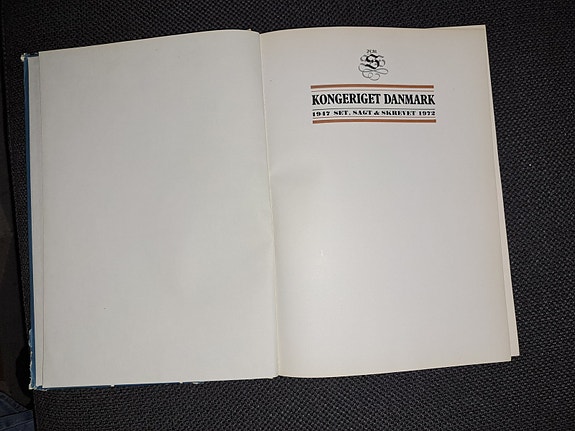 KONGERIGET DANMARK
1947 SET, SAGT & SKREVET 1972